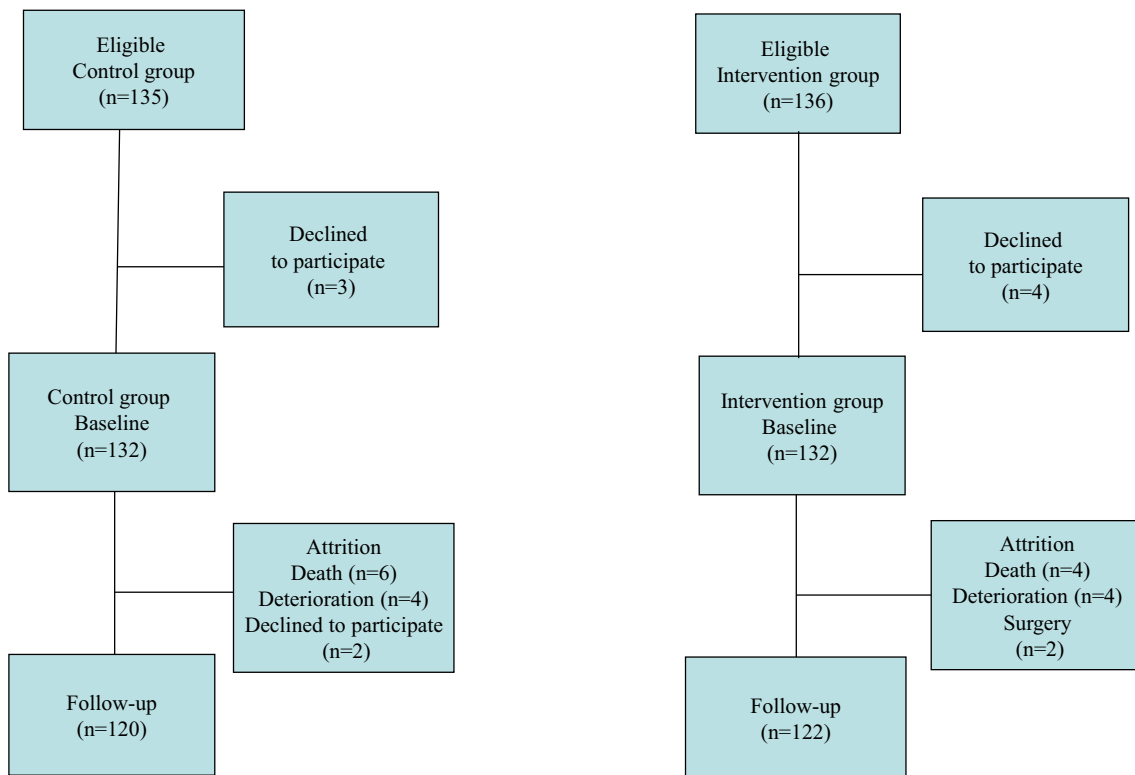 Eligible
Control group
(n=135)
Eligible
Intervention group
(n=136)
Declined
to participate
(n=3)
Declined
to participate
(n=4)
Control group
Baseline
(n=132)
Intervention group
Baseline
(n=132)
Attrition
Death (n=6)
Deterioration (n=4)
Declined to participate
(n=2)
Attrition
Death (n=4)
Deterioration (n=4)
Surgery
(n=2)
Follow-up
(n=120)
Follow-up
(n=122)